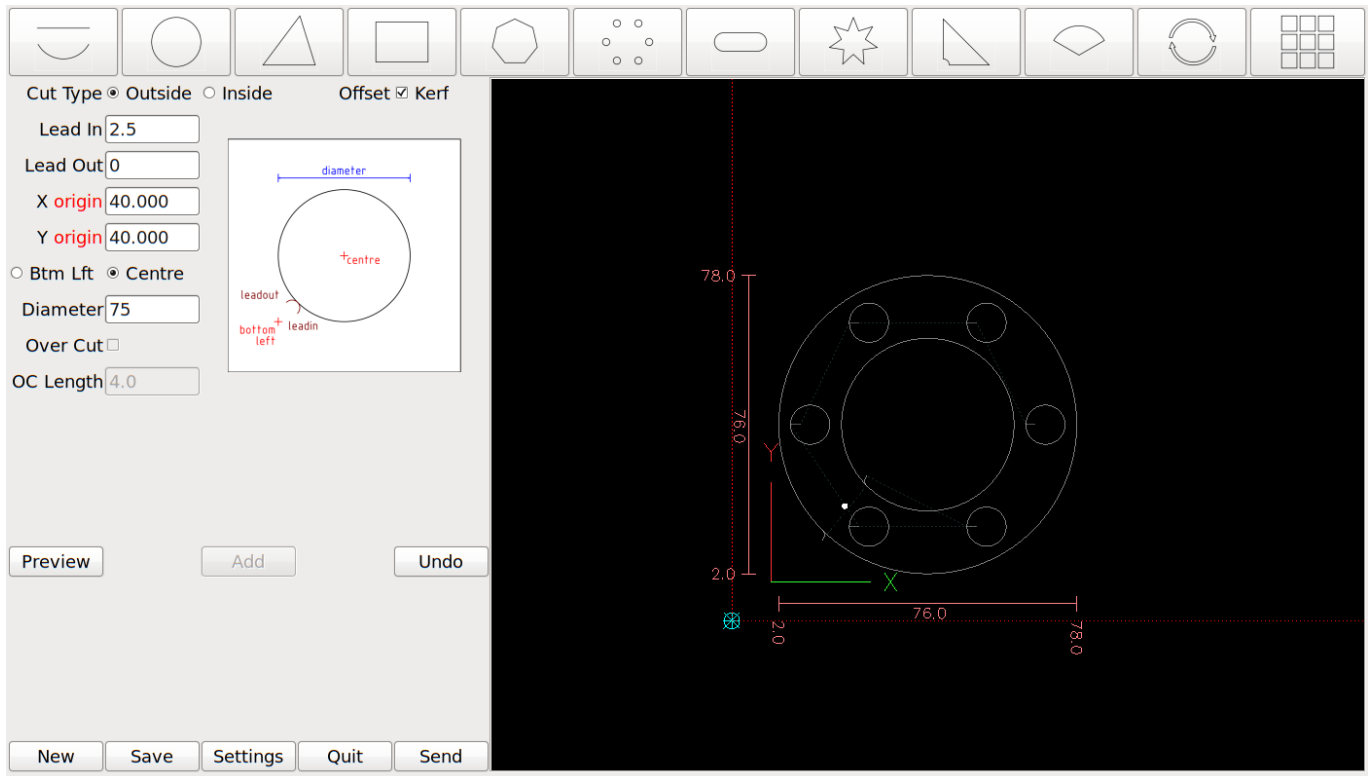 Cut Type Outside Inside Offset Kerf
Lead In 2.5
Lead Out 0
X origin 40.000
Y origin 40.000
Btm Lft Centre
Diameter 75
Over Cut
OC Length 4.0
diameter
centre
leadout
leadin
bottom
left
Preview Add Undo
New Save Settings Quit Send
78.0
76.0
Y
2.0
X
76.0
2.0
78.0